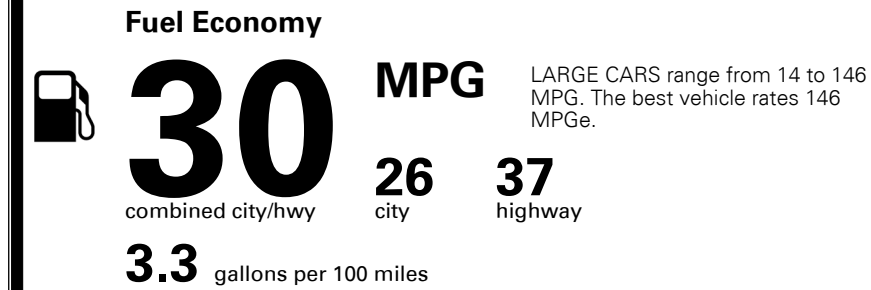 Fuel Economy
30 MPG
LARGE CARS range from 14 to 146
MPG. The best vehicle rates 146
MPGe.
26 37
combined city/hwy city highway
3.3 gallons per 100 miles